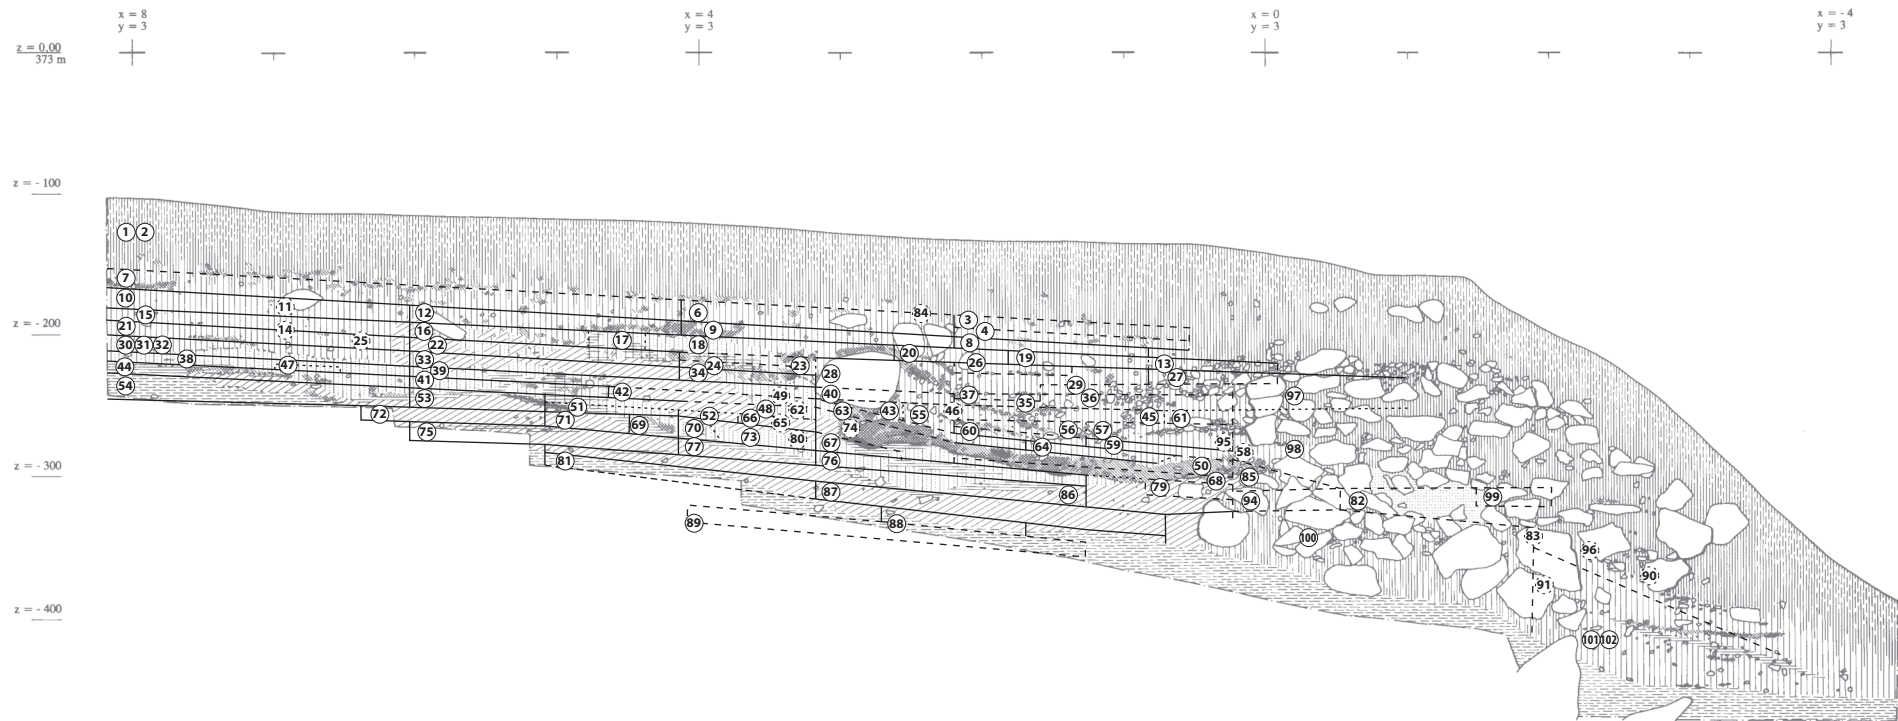 x = 8 x = 4 x = 0 x = - 4
y = 3 y = 3 y = 3 y = 3
z = 0,00
373 m
z = - 100
1 2
7
10
11 12 6 84 3
15 16 9 4
21 14 25 22 17 18 8
z = - 200
30 31 32 33 24 23 20 26 19 13
38 47 39 34 28 27
44 41 42 40 37 29 36 97
54 53 49 35
51 48 62 63 43 55 46 45 61
72 71 69 52 66 65 74 60 56 57
75 70 73 80 67 64 59 95 58 98
77 76 50
z = - 300
81 87 86 79 68 85
94 82 99
89 88
100 83 96
91 90
z = - 400
101 102